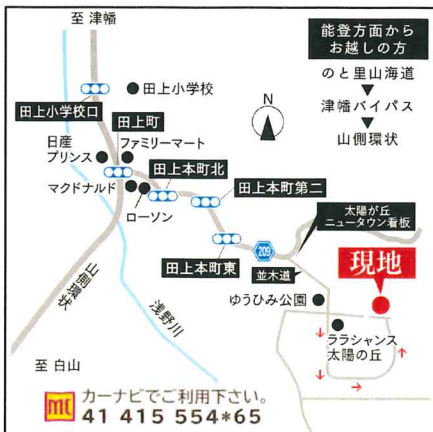 至 津幡
能登方面から
お越しの方
のと里山海道
▼
津幡バイパス
▼
山側環状
田上小学校
N
田上小学校口
田上町
日産
プリンス
ファミリーマート
田上本町北
マクドナルド
ローソン
田上本町第二
太陽が丘
ニュータウン看板
田上本町東
209
並木道
現地
山側環状
浅野川
ゆうひみ公園
ララシャンス
太陽の丘
至 白山
mc
カーナビでご利用下さい。
41 415 554*65